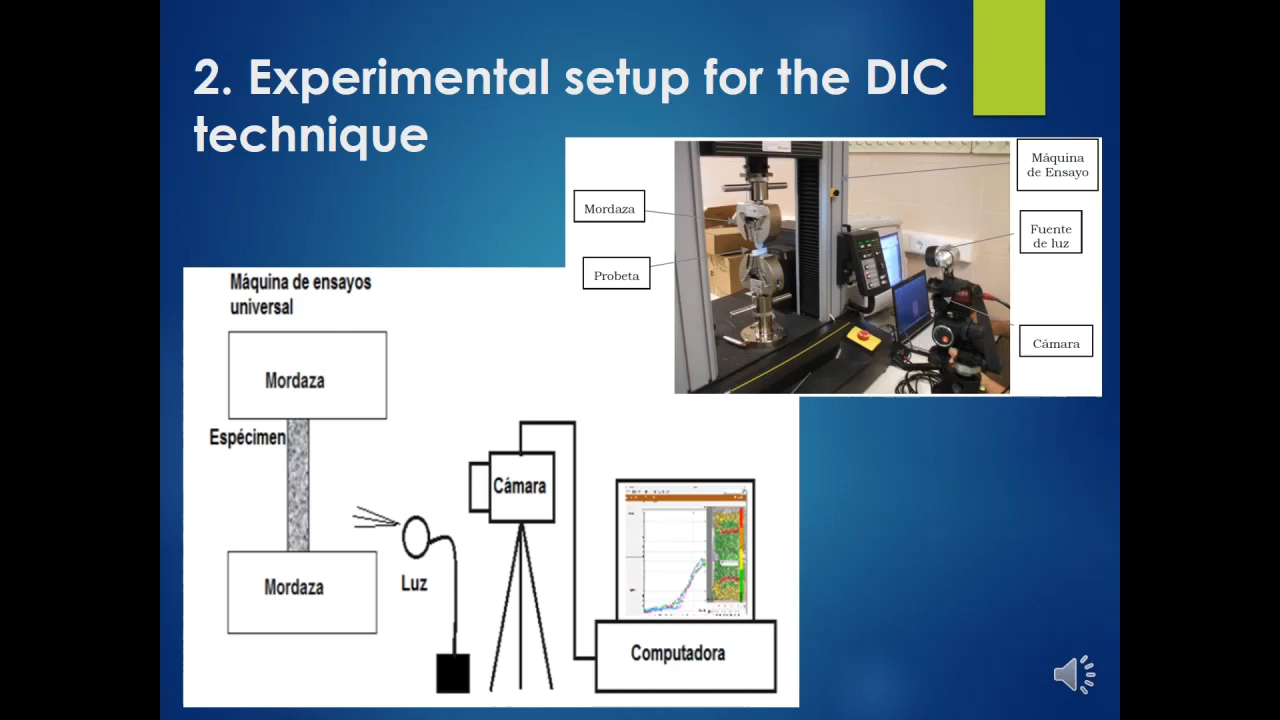 2. Experimental setup for the DIC
technique
Máquina
de Ensayo
Mordaza
Fuente
de luz
Probeta
Cámara
Máquina de ensayos
universal
Mordaza
Espécimen
Cámara
Luz
Mordaza
Computadora